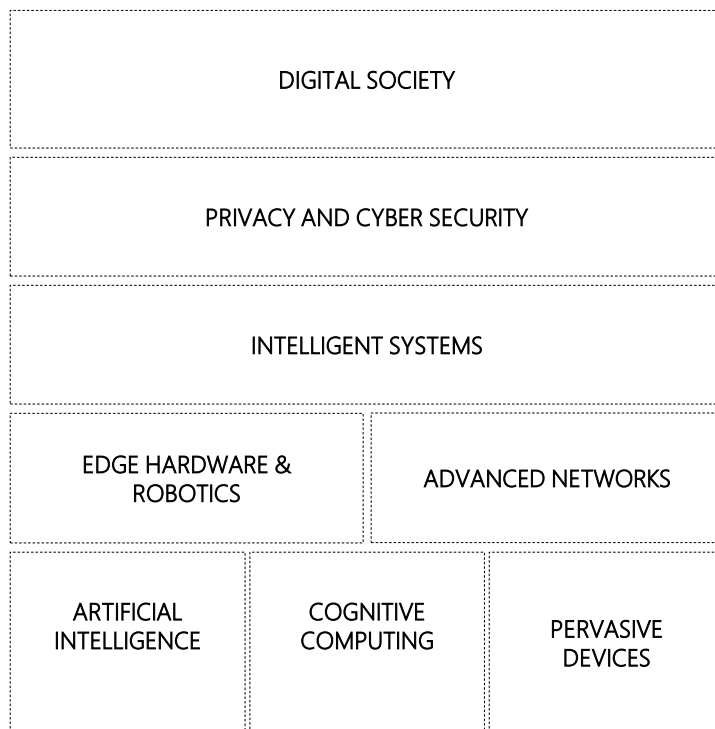 DIGITAL SOCIETY
PRIVACY AND CYBER SECURITY
INTELLIGENT SYSTEMS
EDGE HARDWARE &
ROBOTICS
ADVANCED NETWORKS
ARTIFICIAL
INTELLIGENCE
COGNITIVE
COMPUTING
PERVASIVE
DEVICES